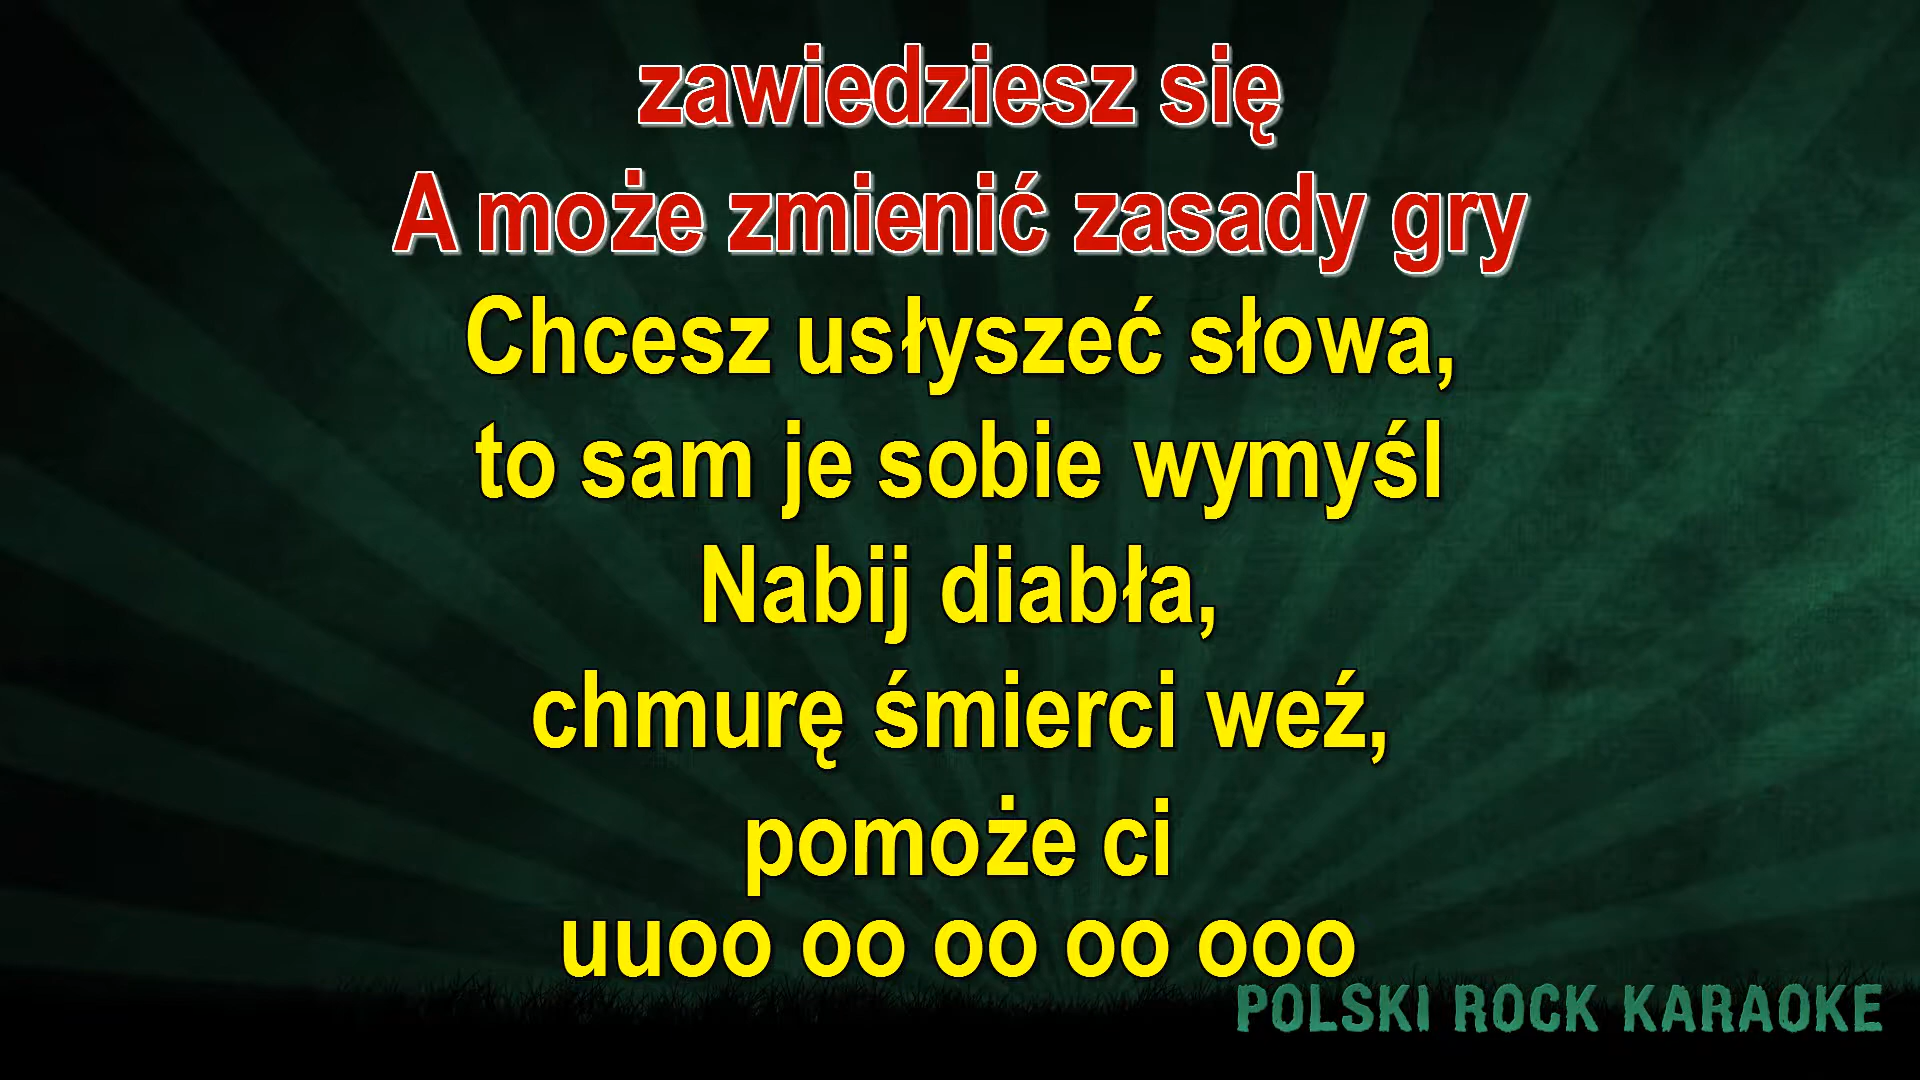 zawiedziesz się
A może zmienić zasady gry
Chcesz usłyszeć słowa,
to sam je sobie wymyśl
Nabij diabła,
chmurę śmierci weź,
pomoże ci
uuoo oo oo oo ooo
POLSKI ROCK KARAOKE